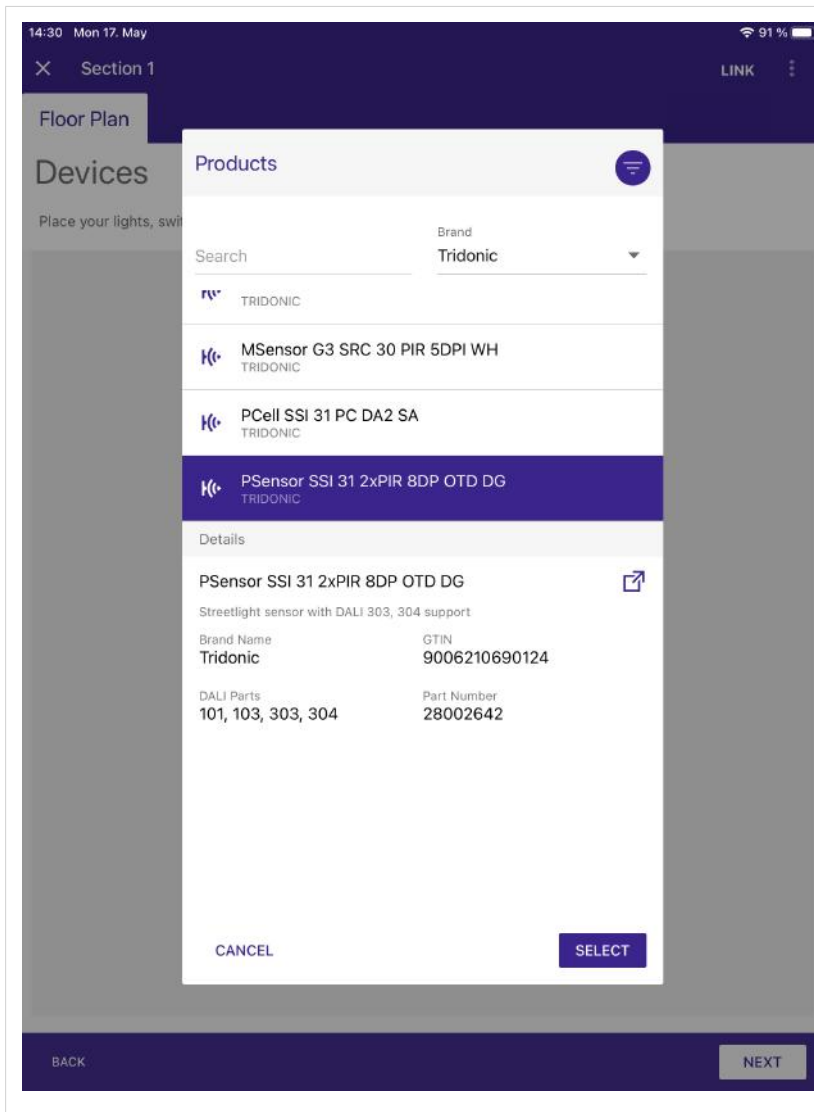 14:30 Mon 17. May 91 %
Section 1 LINK
Floor Plan
Devices
Products
Place your lights, swit
Brand
Search Tridonic
TRIDONIC
MSensor G3 SRC 30 PIR 5DPI WH
TRIDONIC
PCell SSI 31 PC DA2 SA
TRIDONIC
PSensor SSI 31 2xPIR 8DP OTD DG
TRIDONIC
Details
PSensor SSI 31 2xPIR 8DP OTD DG
Streetlight sensor with DALI 303, 304 support
Brand Name GTIN
Tridonic 9006210690124
DALI Parts Part Number
101, 103, 303, 304 28002642
CANCEL SELECT
BACK NEXT